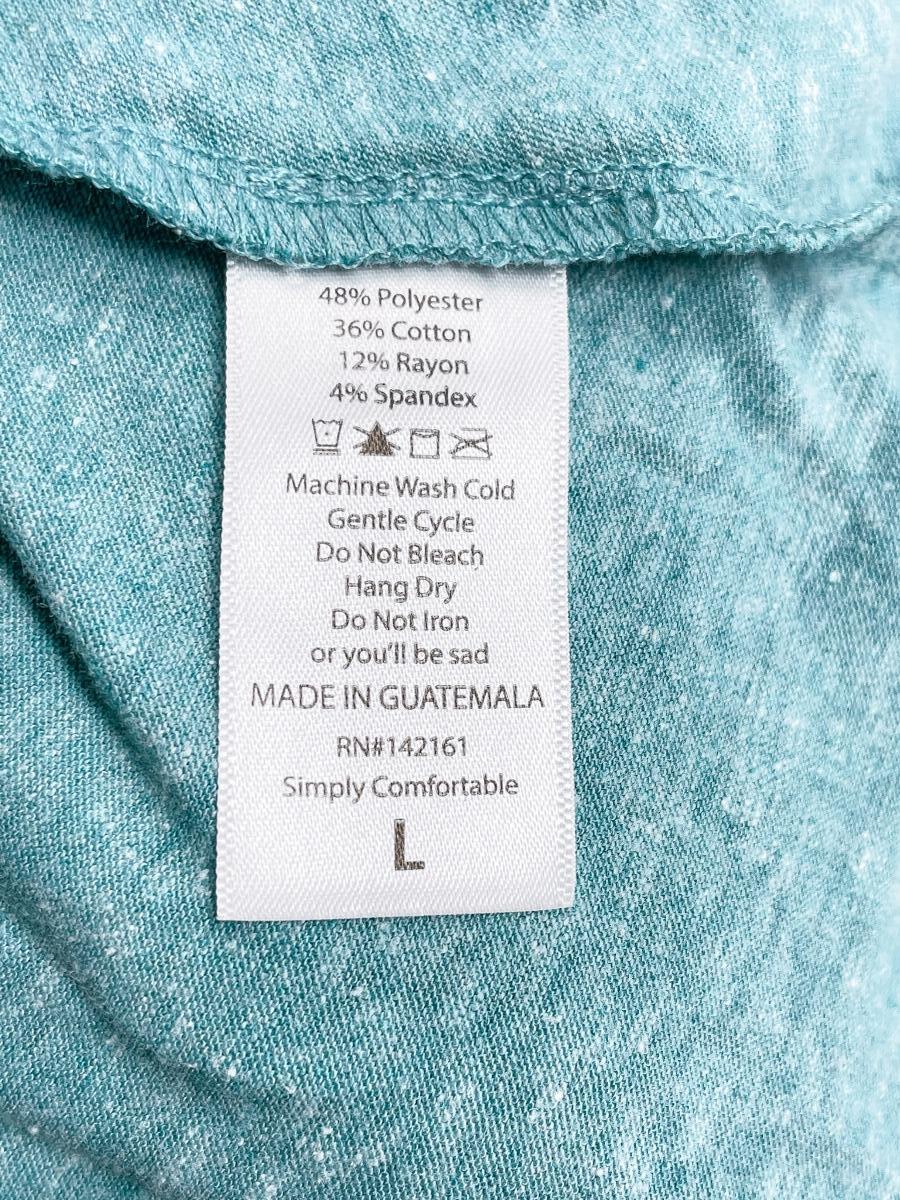 48% Polyester
36% Cotton
12% Rayon
4% Spandex
Machine Wash Cold
Gentle Cycle
Do Not Bleach
Hang Dry
Do Not Iron
or you'll be sad
MADE IN GUATEMALA
RN#142161
Simply Comfortable
L